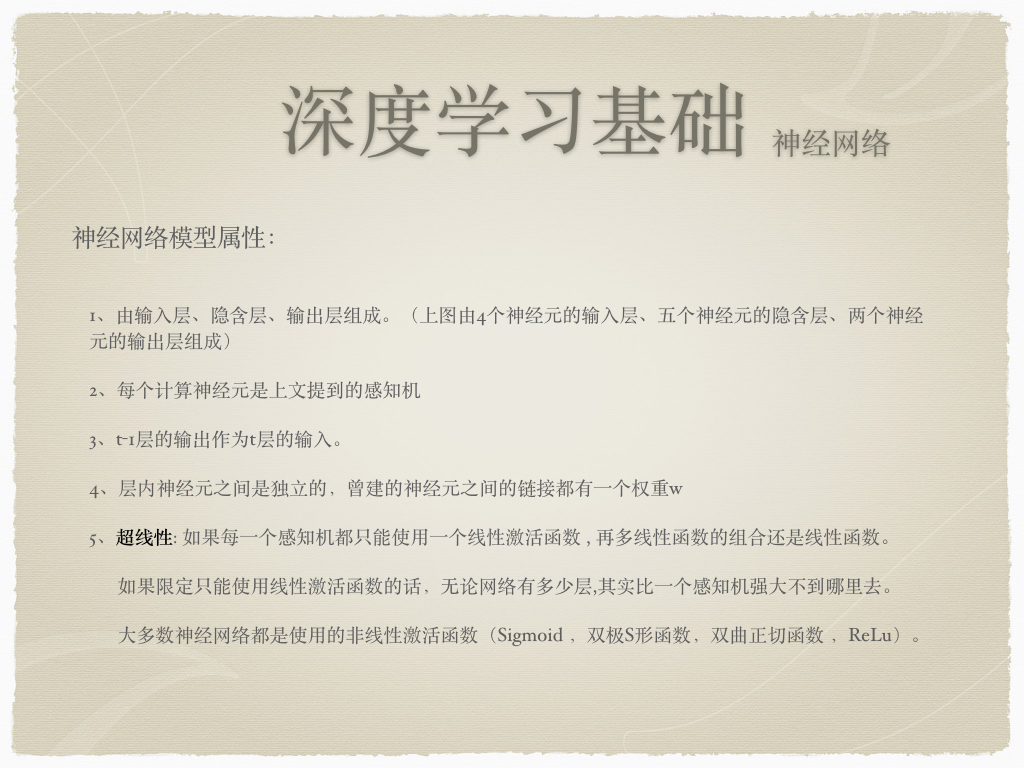 深度学习基础 神经网络
神经网络模型属性：
1、由输入层、隐含层、输出层组成。（上图由4个神经元的输入层、五个神经元的隐含层、两个神经
元的输出层组成）
2、每个计算神经元是上文提到的感知机
3、t-1层的输出作为t层的输入。
4、层内神经元之间是独立的，曾建的神经元之间的链接都有一个权重w
5、超线性: 如果每一个感知机都只能使用一个线性激活函数 , 再多线性函数的组合还是线性函数。
如果限定只能使用线性激活函数的话，无论网络有多少层,其实比一个感知机强大不到哪里去。
大多数神经网络都是使用的非线性激活函数（Sigmoid ，双极S形函数，双曲正切函数 ，ReLu）。